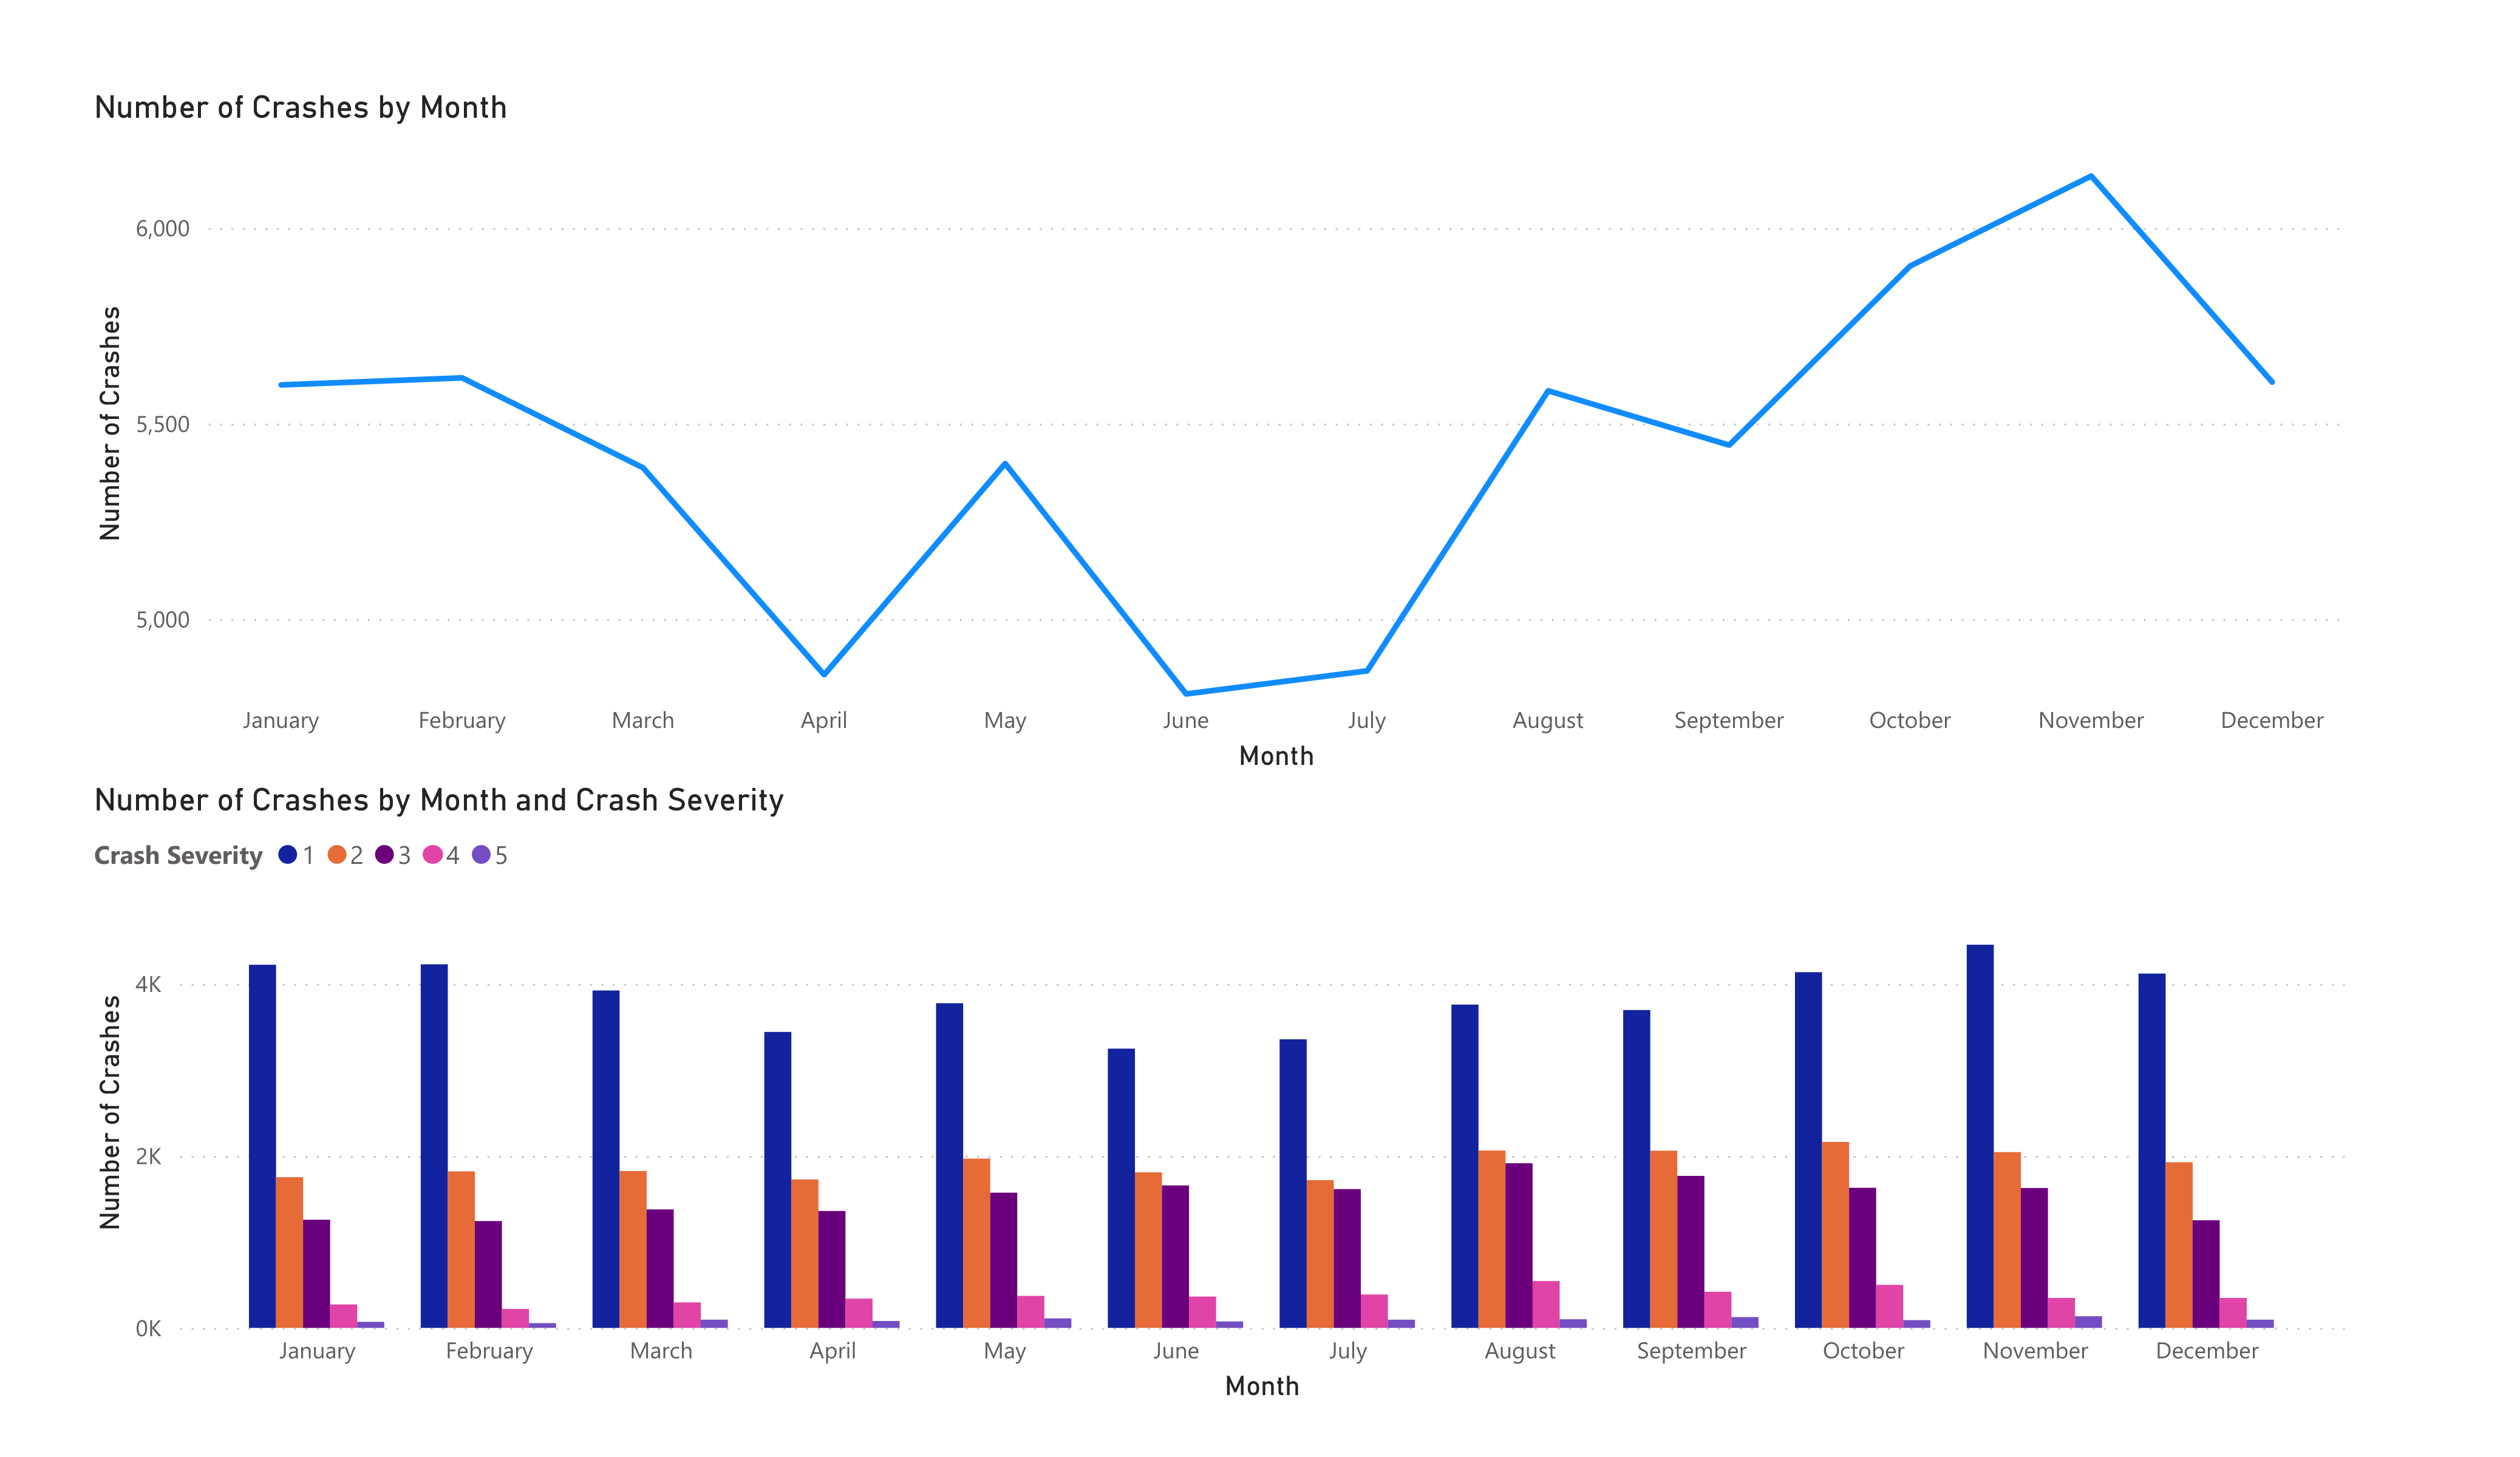 Number of Crashes by Month
6,000
5,500
5,000
Number of Crashes
January February March April May June July August September October November December
Month
Number of Crashes by Month and Crash Severity
Crash Severity 1 2 3 4 5
4K
2K
0K
Number of Crashes
January February March April May June July August September October November December
Month